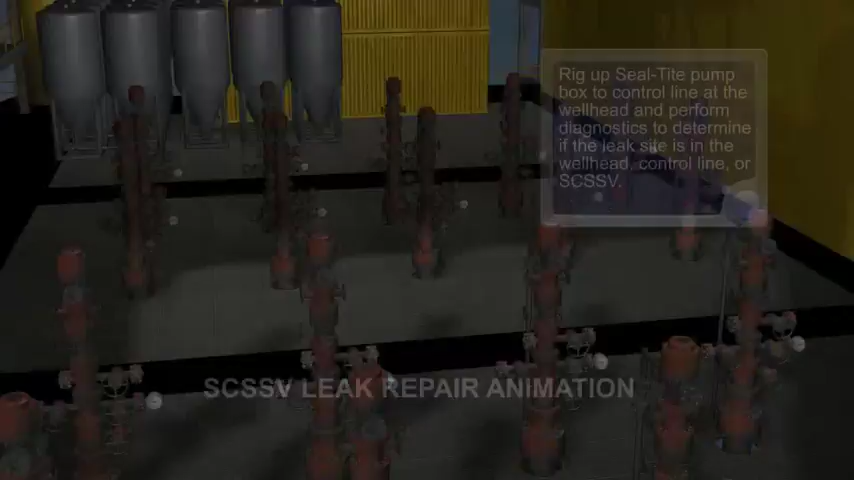 Rig up Seal-Tite pump
box to control line at the
wellhead and perform
diagnostics to determine
if the leak site is in the
wellhead, control line, or
SCSSV.
SCSSV LEAK REPAIR ANIMATION